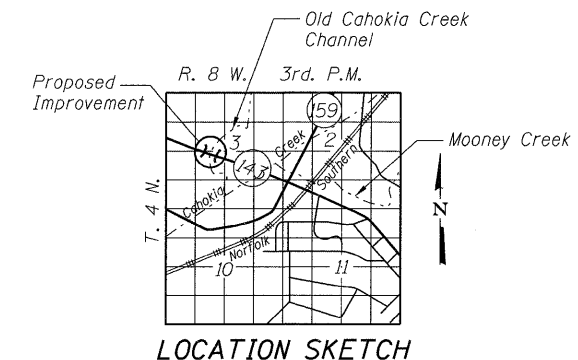 Old Cahokia Creek
Channel
R. 8 W. 3rd. P.M.
Proposed
Improvement
159
3
2
Mooney Creek
143
Cahokia Creek
Norfolk Southern
T. 4 N.
N
10
11
LOCATION SKETCH